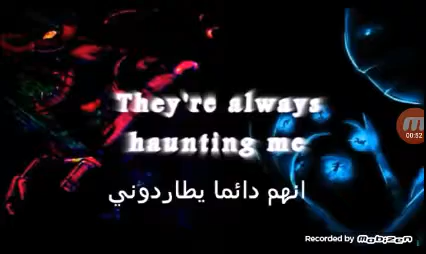 They're always
haunting me
انهم دائما يطاردوني
00:52
Recorded by Mobizen